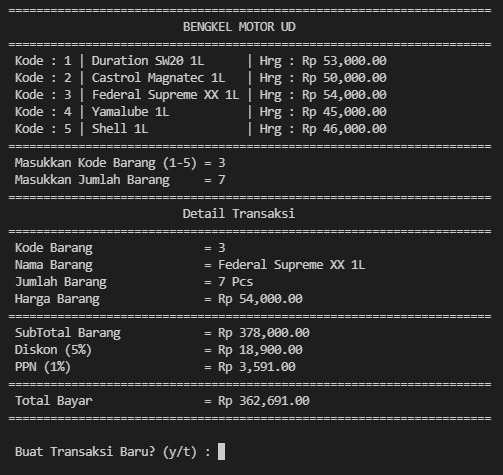 ======================================================================
BENGKEL MOTOR UD
======================================================================
Kode : 1 | Duration SW20 1L      | Hrg : Rp 53,000.00
Kode : 2 | Castrol Magnatec 1L   | Hrg : Rp 50,000.00
Kode : 3 | Federal Supreme XX 1L | Hrg : Rp 54,000.00
Kode : 4 | Yamalube 1L           | Hrg : Rp 45,000.00
Kode : 5 | Shell 1L              | Hrg : Rp 46,000.00
======================================================================
Masukkan Kode Barang (1-5) = 3
Masukkan Jumlah Barang     = 7
======================================================================
Detail Transaksi
======================================================================
Kode Barang                = 3
Nama Barang                = Federal Supreme XX 1L
Jumlah Barang              = 7 Pcs
Harga Barang               = Rp 54,000.00
======================================================================
SubTotal Barang            = Rp 378,000.00
Diskon (5%)                = Rp 18,900.00
PPN (1%)                   = Rp 3,591.00
======================================================================
Total Bayar                = Rp 362,691.00
======================================================================
Buat Transaksi Baru? (y/t) :